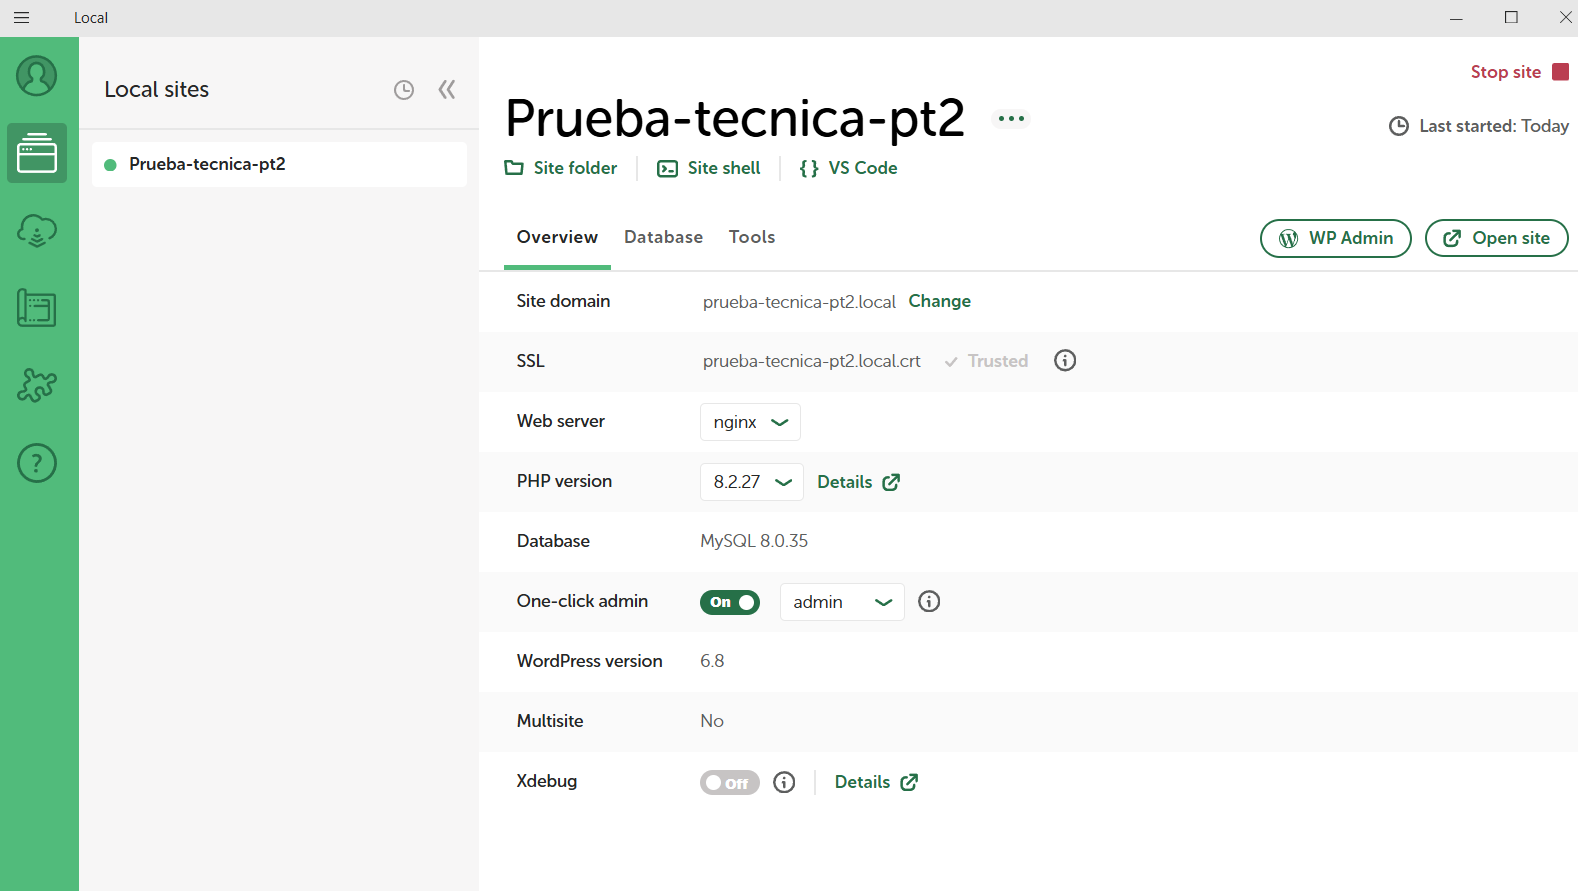 Local
Local sites
Prueba-tecnica-pt2
Stop site
Prueba-tecnica-pt2
Last started: Today
Site folder
Site shell
VS Code
Overview
Database
Tools
WP Admin
Open site
Site domain
prueba-tecnica-pt2.local
Change
SSL
prueba-tecnica-pt2.local.crt
Trusted
Web server
nginx
PHP version
8.2.27
Details
Database
MySQL 8.0.35
One-click admin
On
admin
WordPress version
6.8
Multisite
No
Xdebug
Off
Details